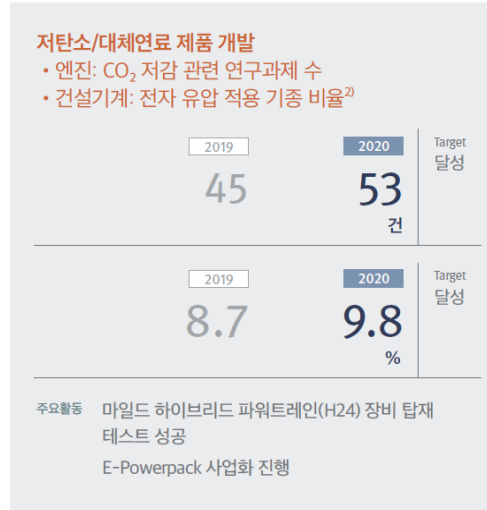 저탄소/대체연료 제품 개발
• 엔진: CO₂ 저감 관련 연구과제 수
• 건설기계: 전자 유압 적용 기종 비율²⁾
2019 2020 Target
45 53 달성
건
2019 2020 Target
8.7 9.8 달성
%
주요활동 마일드 하이브리드 파워트레인(H24) 장비 탑재
테스트 성공
E-Powerpack 사업화 진행